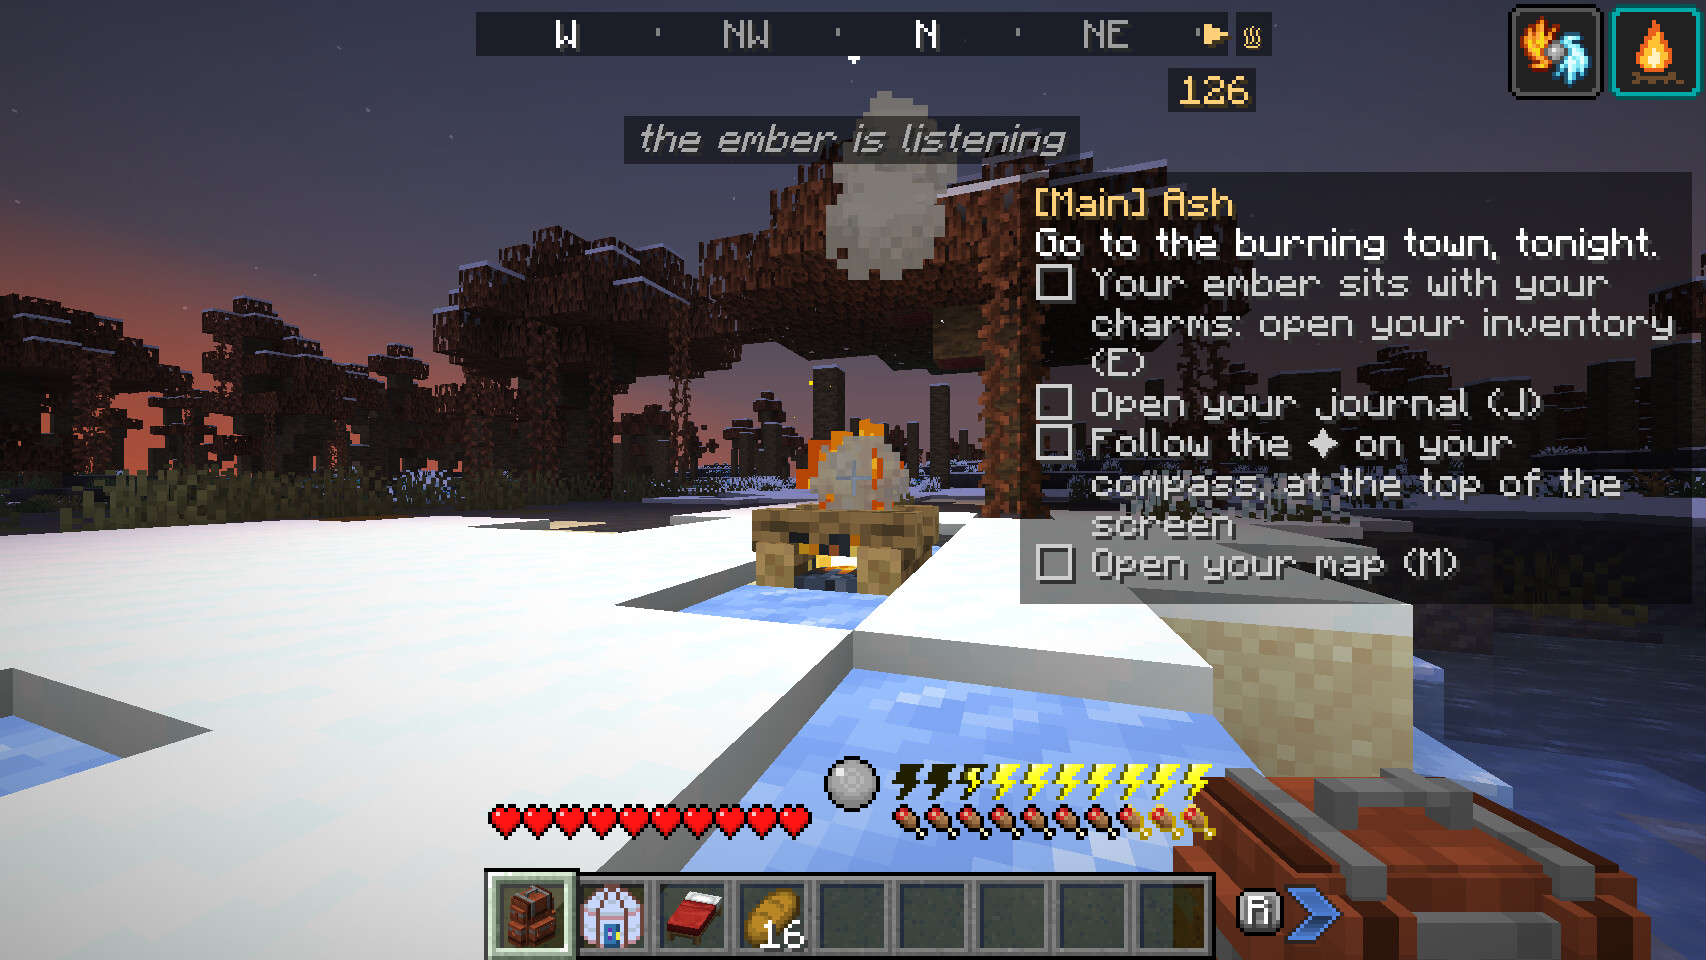 W · NW · N · NE ·
126
the ember is listening
[Main] Ash
Go to the burning town, tonight.
Your ember sits with your
charms: open your inventory
(E)
Open your journal (J)
Follow the ✦ on your
compass, at the top of the
screen
Open your map (M)
16
R